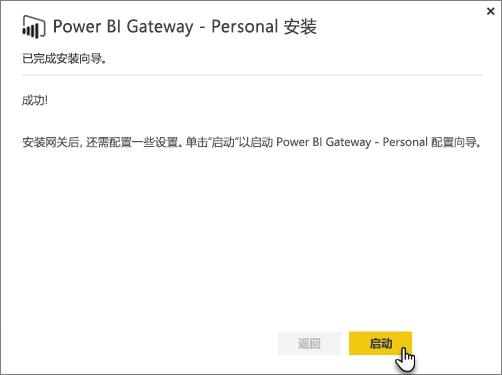 Power BI Gateway - Personal 安装
已完成安装向导。
成功!
安装网关后, 还需配置一些设置。单击"启动"以启动 Power BI Gateway - Personal 配置向导。
返回
启动